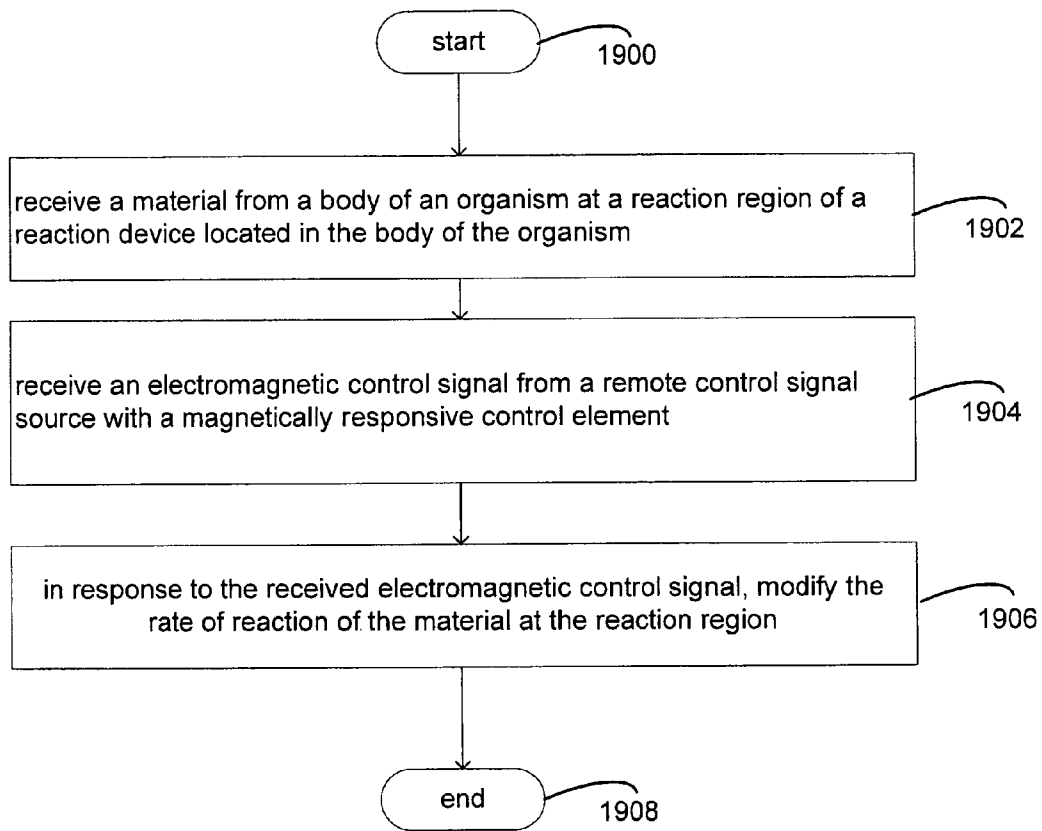 start
1900
receive a material from a body of an organism at a reaction region of a
reaction device located in the body of the organism
1902
receive an electromagnetic control signal from a remote control signal
source with a magnetically responsive control element
1904
in response to the received electromagnetic control signal, modify the
rate of reaction of the material at the reaction region
1906
end
1908